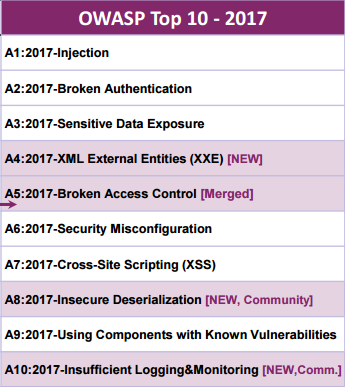 OWASP Top 10 - 2017
A1:2017-Injection
A2:2017-Broken Authentication
A3:2017-Sensitive Data Exposure
A4:2017-XML External Entities (XXE) [NEW]
A5:2017-Broken Access Control [Merged]
A6:2017-Security Misconfiguration
A7:2017-Cross-Site Scripting (XSS)
A8:2017-Insecure Deserialization [NEW, Community]
A9:2017-Using Components with Known Vulnerabilities
A10:2017-Insufficient Logging&Monitoring [NEW,Comm.]